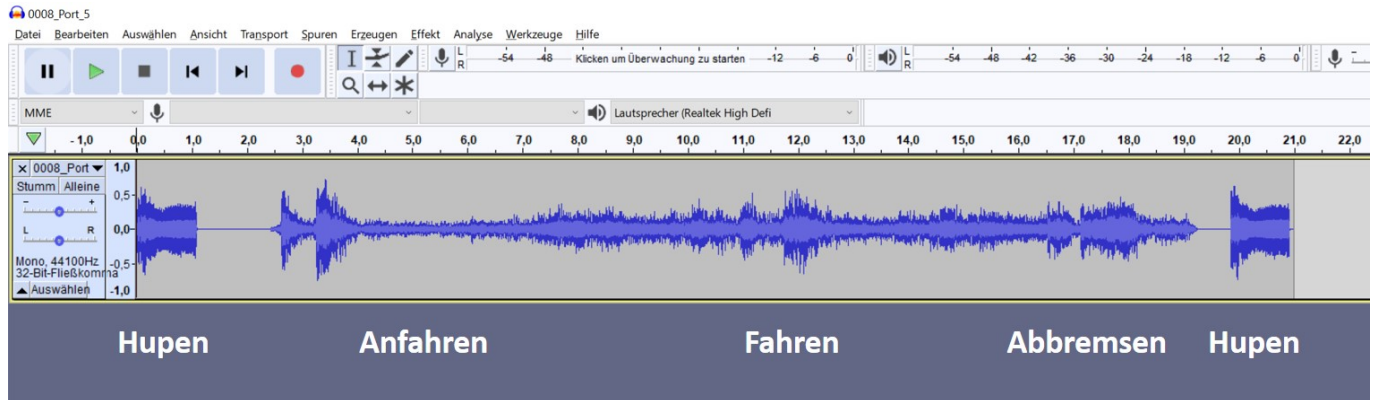 0008_Port_5
Datei Bearbeiten Auswählen Ansicht Transport Spuren Erzeugen Effekt Analyse Werkzeuge Hilfe
L R -54 -48 Klicken um Überwachung zu starten -12 -6 0 L R -54 -48 -42 -36 -30 -24 -18 -12 -6 0
MME Lautsprecher (Realtek High Defi
- 1,0 0,0 1,0 2,0 3,0 4,0 5,0 6,0 7,0 8,0 9,0 10,0 11,0 12,0 13,0 14,0 15,0 16,0 17,0 18,0 19,0 20,0 21,0 22,0
× 0008_Port 1,0
Stumm Alleine
- + 0,5
L R 0,0
Mono, 44100Hz -0,5
32-Bit-Fließkomma
Auswählen -1,0
Hupen Anfahren Fahren Abbremsen Hupen